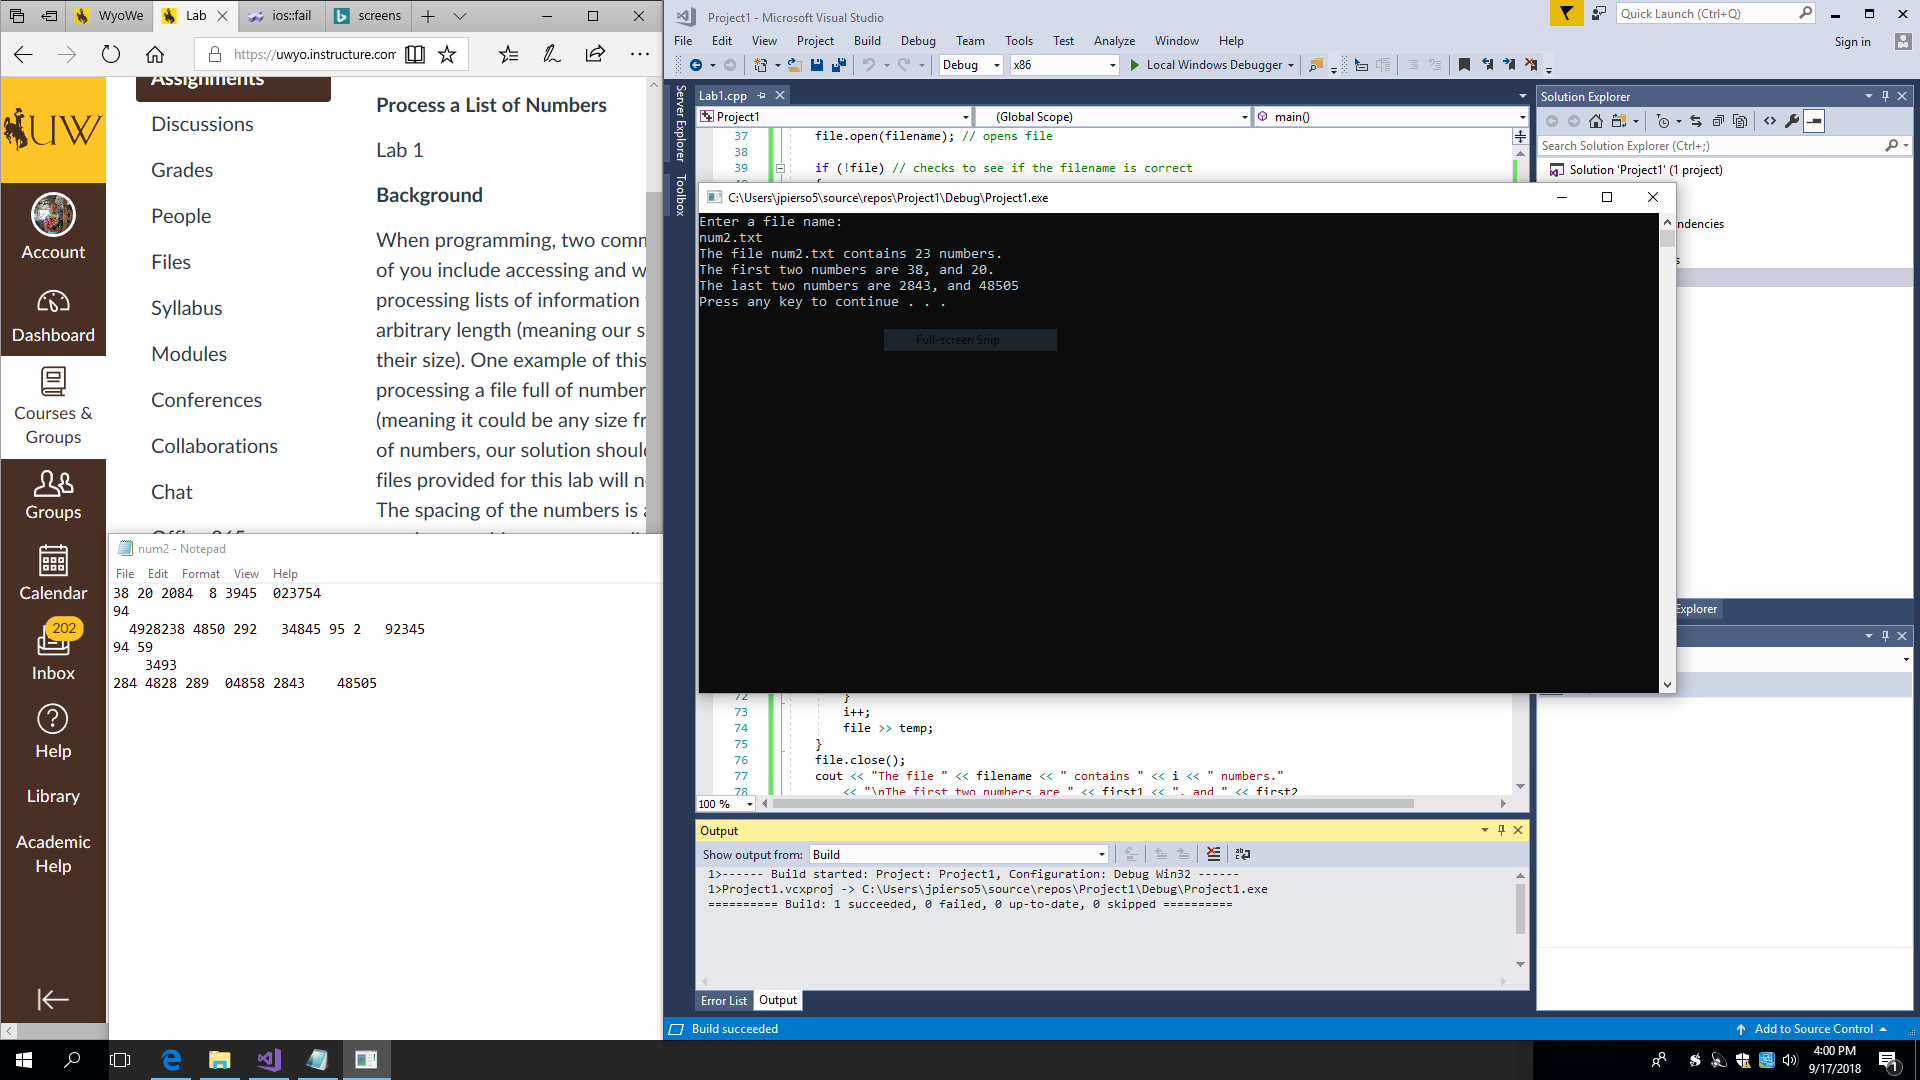 WyoWe
Lab
ios::fail
screens
https://uwyo.instructure.com
UW
Account
Dashboard
Courses & Groups
Groups
Calendar
202
Inbox
Help
Library
Academic Help
Assignments
Discussions
Grades
People
Files
Syllabus
Modules
Conferences
Collaborations
Chat
Office 365
Process a List of Numbers
Lab 1
Background
When programming, two comm
of you include accessing and w
processing lists of information
arbitrary length (meaning our s
their size). One example of this
processing a file full of number
(meaning it could be any size fr
of numbers, our solution shoul
files provided for this lab will n
The spacing of the numbers is a
num2 - Notepad
File Edit Format View Help
38 20 2084  8 3945  023754
94
  4928238 4850 292   34845 95 2   92345
94 59
    3493
284 4828 289  04858 2843    48505
Project1 - Microsoft Visual Studio
Quick Launch (Ctrl+Q)
File Edit View Project Build Debug Team Tools Test Analyze Window Help
Sign in
Debug
x86
Local Windows Debugger
Server Explorer
Toolbox
Lab1.cpp
Project1
(Global Scope)
main()
37 file.open(filename); // opens file
38
39 if (!file) // checks to see if the filename is correct
C:\Users\jpierso5\source\repos\Project1\Debug\Project1.exe
Enter a file name:
num2.txt
The file num2.txt contains 23 numbers.
The first two numbers are 38, and 20.
The last two numbers are 2843, and 48505
Press any key to continue . . .
Full-screen Snip
72 }
73 i++;
74 file >> temp;
75 }
76 file.close();
77 cout << "The file " << filename << " contains " << i << " numbers."
78 << "\nThe first two numbers are " << first1 << ", and " << first2
100 %
Solution Explorer
Search Solution Explorer (Ctrl+;)
Solution 'Project1' (1 project)
ndencies
s
Explorer
Output
Show output from: Build
1>------ Build started: Project: Project1, Configuration: Debug Win32 ------
1>Project1.vcxproj -> C:\Users\jpierso5\source\repos\Project1\Debug\Project1.exe
========== Build: 1 succeeded, 0 failed, 0 up-to-date, 0 skipped ==========
Error List
Output
Build succeeded
Add to Source Control
4:00 PM
9/17/2018
1